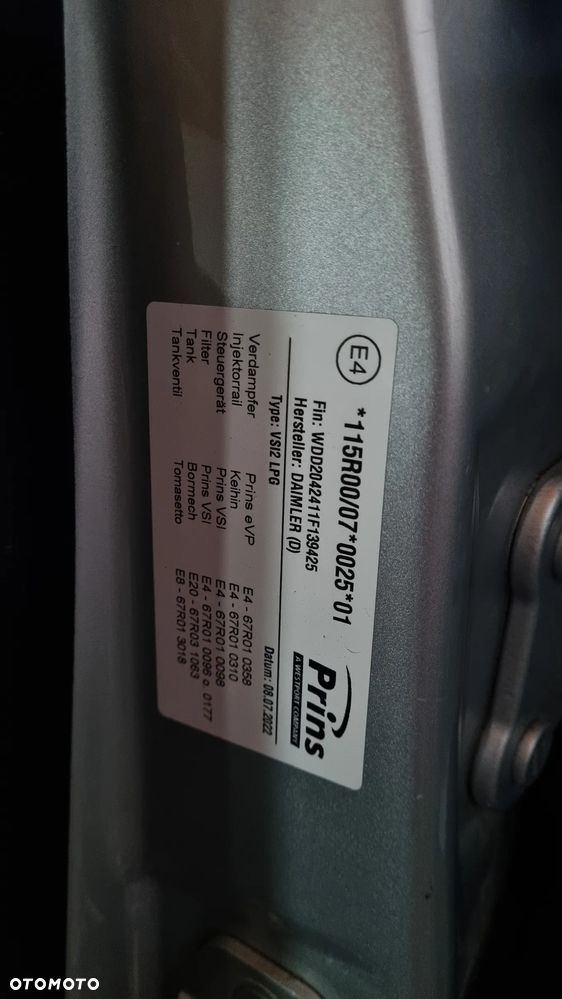 E4 *115R00/07*0025*01
Prins
A WESTPORT COMPANY
Fin: WDD2042411F139425
Hersteller: DAIMLER (D)
Type: VSI2 LPG Datum: 08.07.2022
Verdampfer Prins eVP E4 - 67R01 0358
Injektorrail Keihin E4 - 67R01 0310
Steuergerät Prins VSI E4 - 67R01 0098
Filter Prins VSI E4 - 67R01 0096 o. 0177
Tank Bormech E20 - 67R03 1063
Tankventil Tomasetto E8 - 67R01 3018
OTOMOTO